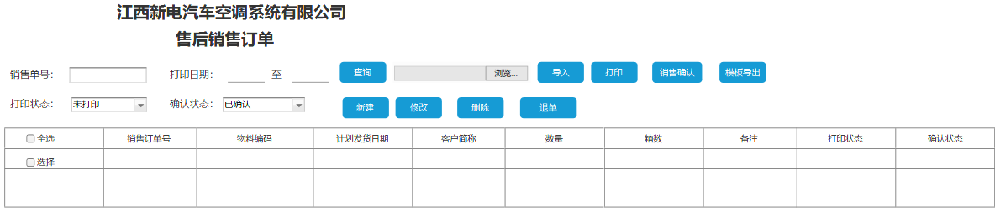 江西新电汽车空调系统有限公司
售后销售订单
销售单号： 打印日期： 至 查询 浏览... 导入 打印 销售确认 模板导出
打印状态： 未打印 确认状态： 已确认 新建 修改 删除 退单
全选 销售订单号 物料编码 计划发货日期 客户简称 数量 箱数 备注 打印状态 确认状态
选择